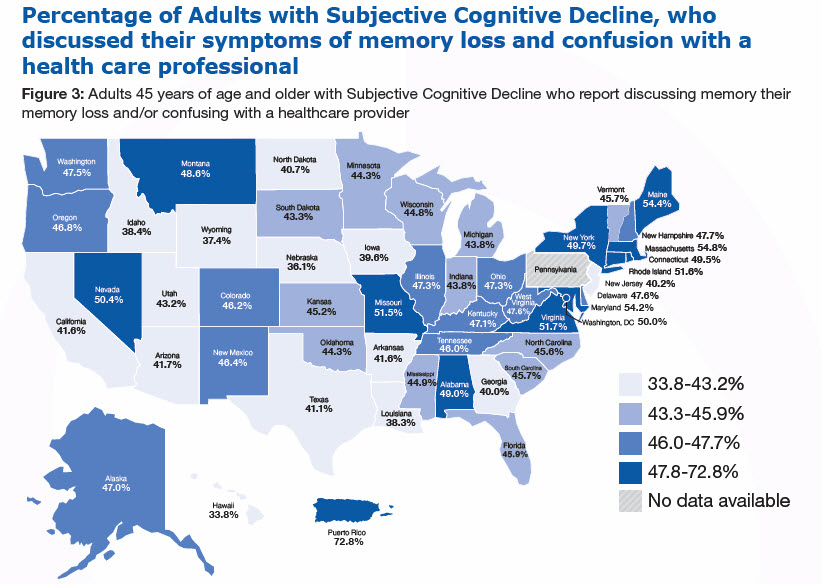 Percentage of Adults with Subjective Cognitive Decline, who
discussed their symptoms of memory loss and confusion with a
health care professional
Figure 3: Adults 45 years of age and older with Subjective Cognitive Decline who report discussing memory their
memory loss and/or confusing with a healthcare provider
Washington
47.5%
Montana
48.6%
North Dakota
40.7%
Minnesota
44.3%
Vermont
45.7%
Maine
54.4%
Oregon
46.8%
Idaho
38.4%
Wyoming
37.4%
South Dakota
43.3%
Wisconsin
44.8%
Michigan
43.8%
New York
49.7%
New Hampshire 47.7%
Massachusetts 54.8%
Connecticut 49.5%
Rhode Island 51.6%
New Jersey 40.2%
Delaware 47.6%
Maryland 54.2%
Washington, DC 50.0%
Nevada
50.4%
Utah
43.2%
Colorado
46.2%
Nebraska
36.1%
Iowa
39.6%
Illinois
47.3%
Indiana
43.8%
Ohio
47.3%
Pennsylvania
California
41.6%
Kansas
45.2%
Missouri
51.5%
Kentucky
47.1%
West
Virginia
47.6%
Virginia
51.7%
Arizona
41.7%
New Mexico
46.4%
Oklahoma
44.3%
Arkansas
41.6%
Tennessee
46.0%
North Carolina
45.6%
Texas
41.1%
Louisiana
38.3%
Mississippi
44.9%
Alabama
49.0%
Georgia
40.0%
South Carolina
45.7%
Florida
45.9%
Alaska
47.0%
Hawaii
33.8%
Puerto Rico
72.8%
33.8-43.2%
43.3-45.9%
46.0-47.7%
47.8-72.8%
No data available